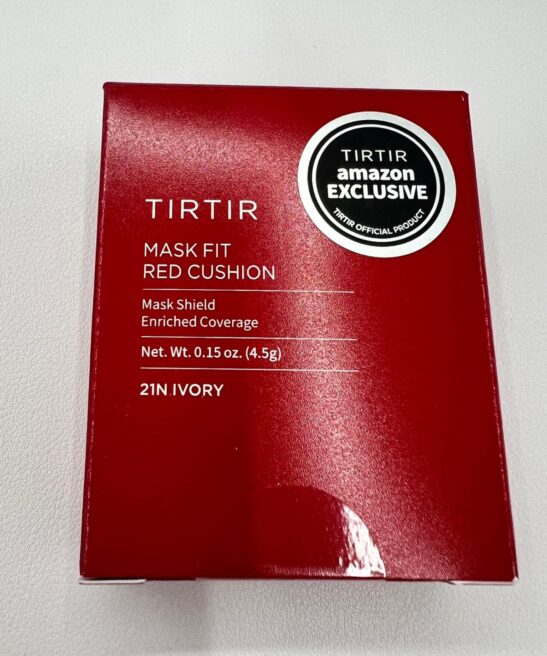 TIRTIR
amazon
EXCLUSIVE
TIRTIR OFFICIAL PRODUCT
TIRTIR
MASK FIT
RED CUSHION
Mask Shield
Enriched Coverage
Net. Wt. 0.15 oz. (4.5g)
21N IVORY